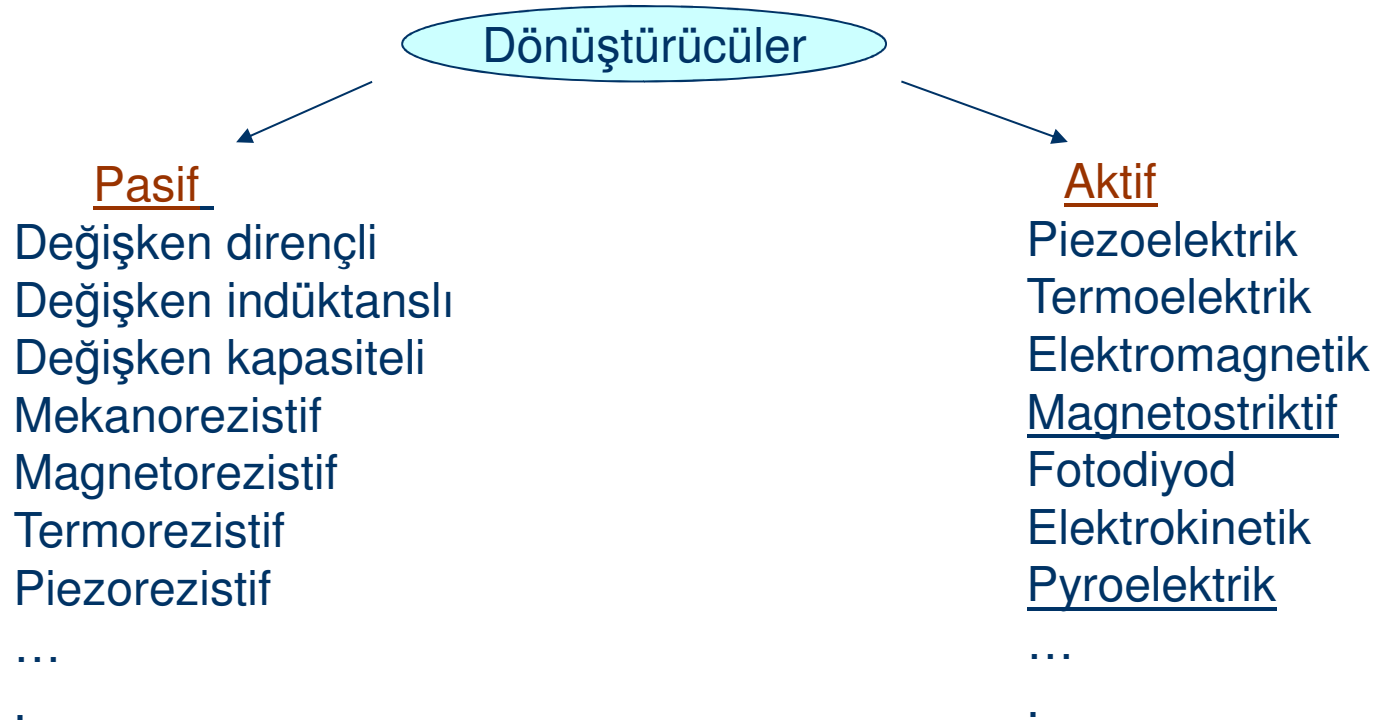 Dönüştürücüler
Pasif
Değişken dirençli
Değişken indüktanslı
Değişken kapasiteli
Mekanorezistif
Magnetorezistif
Termorezistif
Piezorezistif
…
.
Aktif
Piezoelektrik
Termoelektrik
Elektromagnetik
Magnetostriktif
Fotodiyod
Elektrokinetik
Pyroelektrik
…
.